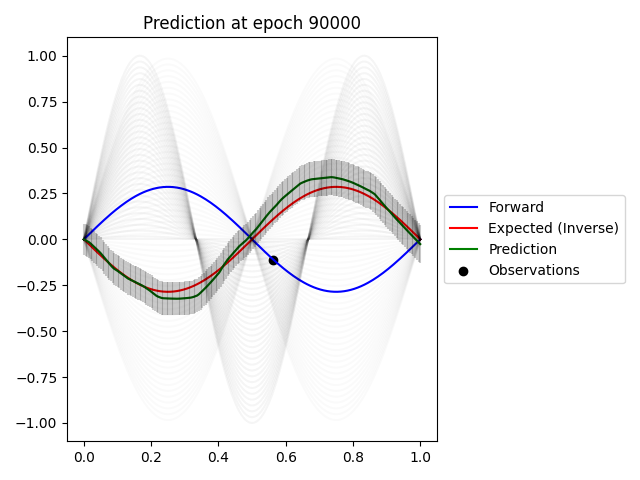 Prediction at epoch 90000
1.00
0.75
0.50
0.25
0.00
−0.25
−0.50
−0.75
−1.00
0.0 0.2 0.4 0.6 0.8 1.0
Forward
Expected (Inverse)
Prediction
Observations